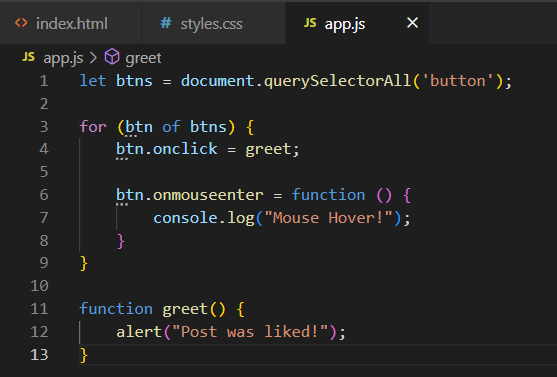 index.html # styles.css JS app.js ×
JS app.js > greet
1 let btns = document.querySelectorAll('button');
2
3 for (btn of btns) {
4     btn.onclick = greet;
5
6     btn.onmouseenter = function () {
7         console.log("Mouse Hover!");
8     }
9 }
10
11 function greet() {
12     alert("Post was liked!");
13 }